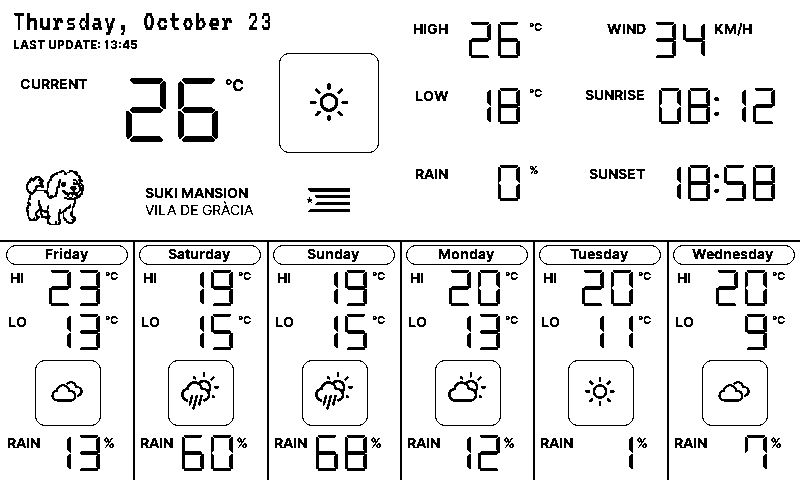 Thursday, October 23
LAST UPDATE: 13:45
CURRENT 26 °C
HIGH 26 °C
WIND 34 KM/H
LOW 18 °C
SUNRISE 08:12
RAIN 0 %
SUNSET 18:58
SUKI MANSION
VILA DE GRÀCIA
Friday
HI 23 °C
LO 13 °C
RAIN 13 %
Saturday
HI 19 °C
LO 15 °C
RAIN 60 %
Sunday
HI 19 °C
LO 15 °C
RAIN 68 %
Monday
HI 20 °C
LO 13 °C
RAIN 12 %
Tuesday
HI 20 °C
LO 11 °C
RAIN 1 %
Wednesday
HI 20 °C
LO 9 °C
RAIN 7 %